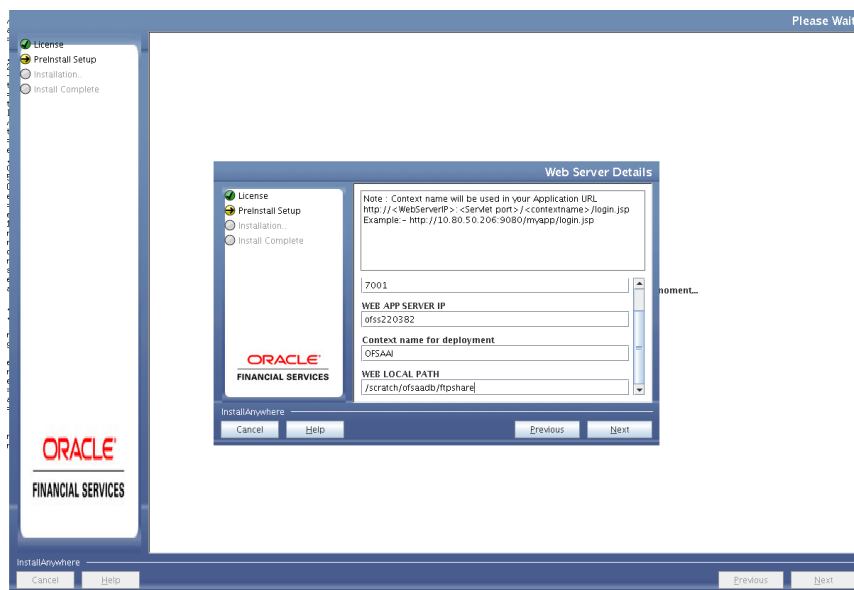 Please Wait
License
PreInstall Setup
Installation..
Install Complete
Web Server Details
License
PreInstall Setup
Installation..
Install Complete
Note : Context name will be used in your Application URL
http://<WebServerIP>:<Servlet port>/<contextname>/login.jsp
Example:- http://10.80.50.206:9080/myapp/login.jsp
7001
WEB APP SERVER IP
ofss220382
Context name for deployment
OFSAAI
WEB LOCAL PATH
/scratch/ofsaadb/ftpshare
moment...
ORACLE
FINANCIAL SERVICES
InstallAnywhere
Cancel Help Previous Next
ORACLE
FINANCIAL SERVICES
InstallAnywhere
Cancel Help Previous Next